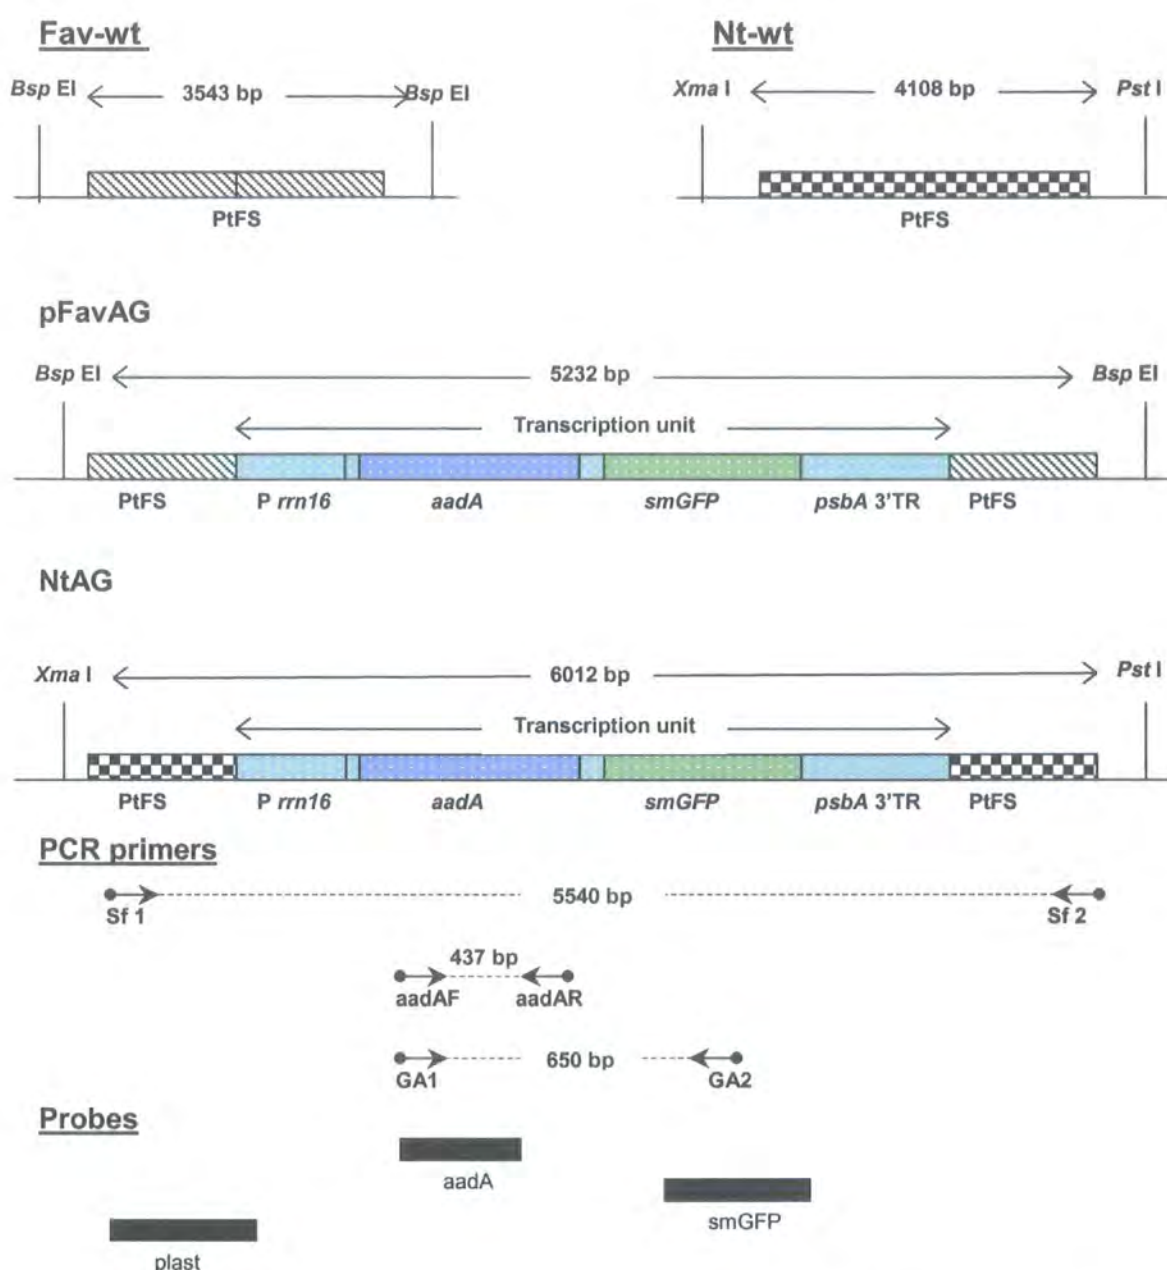 Fav-wt
Nt-wt
Bsp EI
3543 bp
Bsp EI
Xma I
4108 bp
Pst I
PtFS
PtFS
pFavAG
Bsp EI
5232 bp
Bsp EI
Transcription unit
PtFS
P rrn16
aadA
smGFP
psbA 3'TR
PtFS
NtAG
Xma I
6012 bp
Pst I
Transcription unit
PtFS
P rrn16
aadA
smGFP
psbA 3'TR
PtFS
PCR primers
5540 bp
Sf 1
Sf 2
437 bp
aadAF
aadAR
650 bp
GA1
GA2
Probes
aadA
smGFP
plast